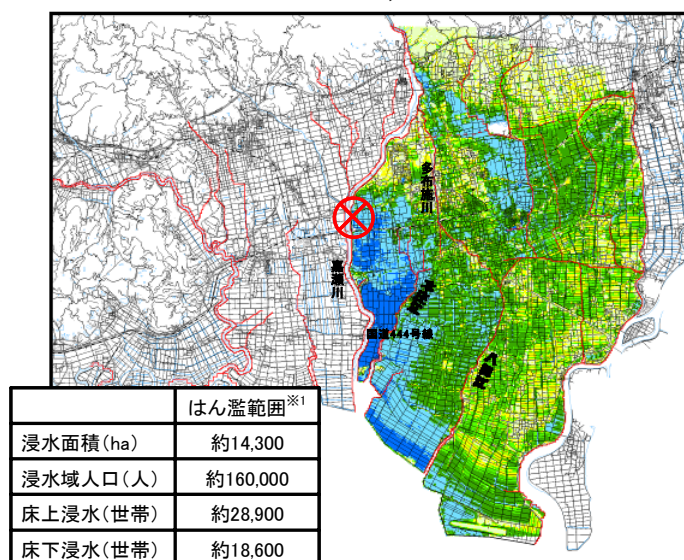 多布施川
嘉瀬川
国道444号線
八田江
はん濫範囲※1
浸水面積(ha) 約14,300
浸水域人口(人) 約160,000
床上浸水(世帯) 約28,900
床下浸水(世帯) 約18,600